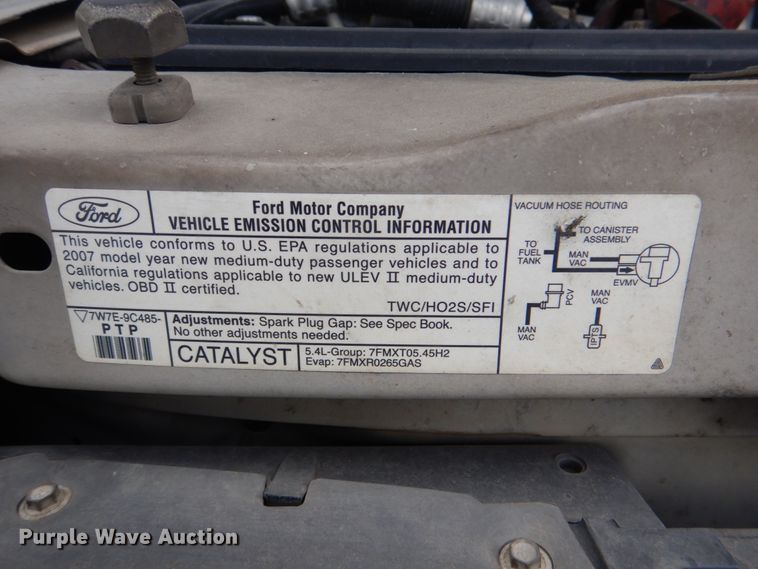 Ford
Ford Motor Company
VEHICLE EMISSION CONTROL INFORMATION
This vehicle conforms to U.S. EPA regulations applicable to
2007 model year new medium-duty passenger vehicles and to
California regulations applicable to new ULEV II medium-duty
vehicles. OBD II certified.
TWC/HO2S/SFI
7W7E-9C485-
PTP
Adjustments: Spark Plug Gap: See Spec Book.
No other adjustments needed.
CATALYST
5.4L-Group: 7FMXT05.45H2
Evap: 7FMXR0265GAS
VACUUM HOSE ROUTING
TO CANISTER
ASSEMBLY
TO
FUEL
TANK
MAN
VAC
EVMV
PCV
MAN
VAC
MAN
VAC
IPTS
Purple Wave Auction